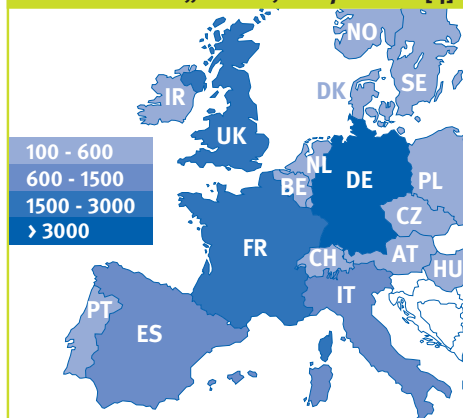 NO
IR
DK
SE
UK
100 - 600
600 - 1500
1500 - 3000
> 3000
NL
BE
DE
PL
CZ
FR
CH
AT
HU
PT
ES
IT